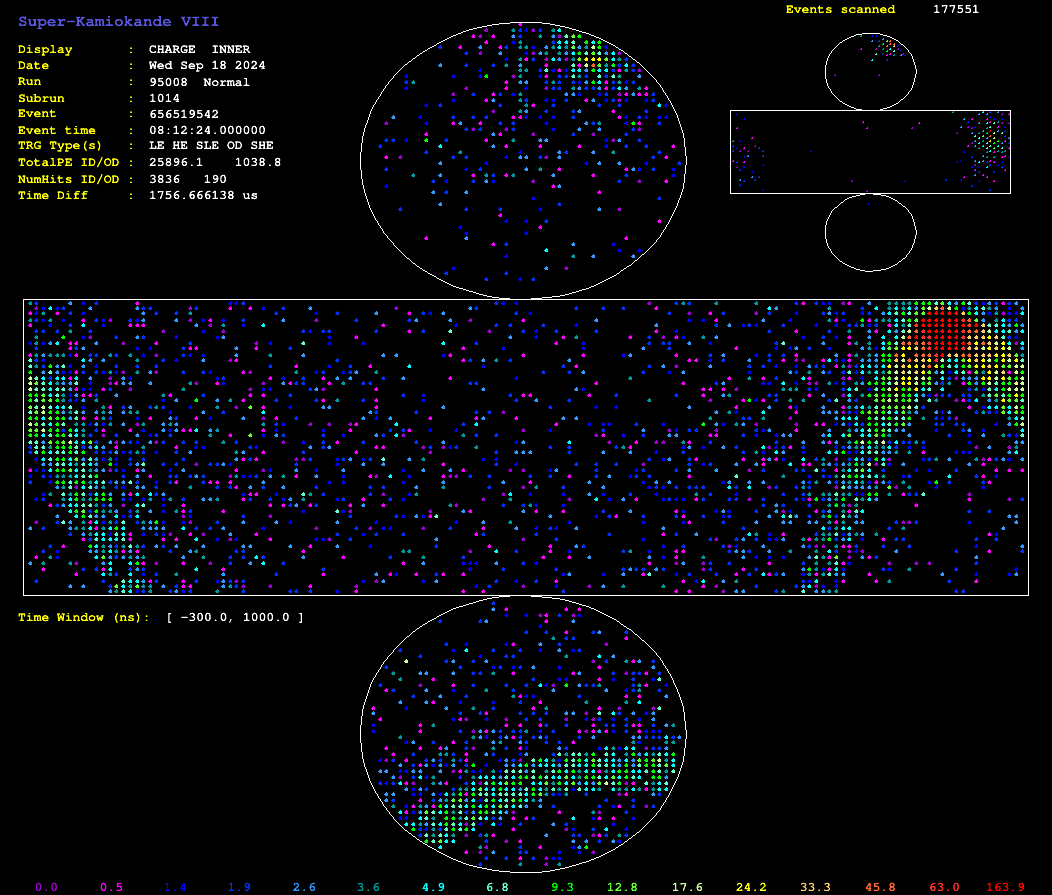 Super-Kamiokande VIII
Events scanned 177551
Display : CHARGE INNER
Date : Wed Sep 18 2024
Run : 95008 Normal
Subrun : 1014
Event : 656519542
Event time : 08:12:24.000000
TRG Type(s) : LE HE SLE OD SHE
TotalPE ID/OD : 25896.1 1038.8
NumHits ID/OD : 3836 190
Time Diff : 1756.666138 us
Time Window (ns): [ -300.0, 1000.0 ]
0.0 0.5 1.4 1.9 2.6 3.6 4.9 6.8 9.3 12.8 17.6 24.2 33.3 45.8 63.0 163.9